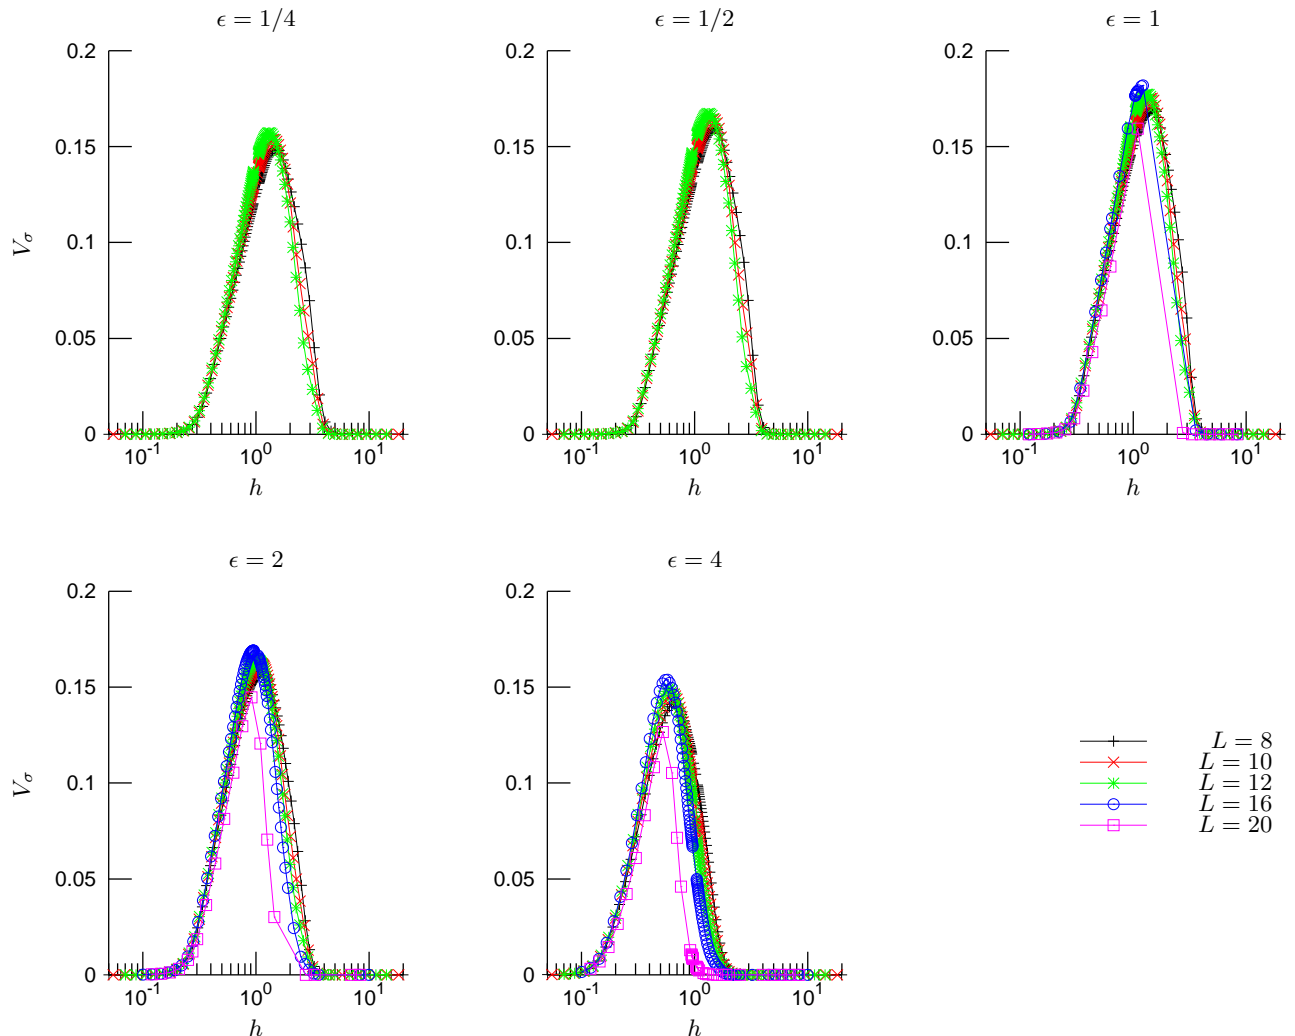 ϵ = 1/4 ϵ = 1/2 ϵ = 1
0.2 0.2 0.2
0.15 0.15 0.15
V_σ 0.1 0.1 0.1
0.05 0.05 0.05
0 0 0
10^-1 10^0 10^1 10^-1 10^0 10^1 10^-1 10^0 10^1
h h h
ϵ = 2 ϵ = 4
0.2 0.2
0.15 0.15
V_σ 0.1 0.1
0.05 0.05
0 0
10^-1 10^0 10^1 10^-1 10^0 10^1
h h
L = 8
L = 10
L = 12
L = 16
L = 20